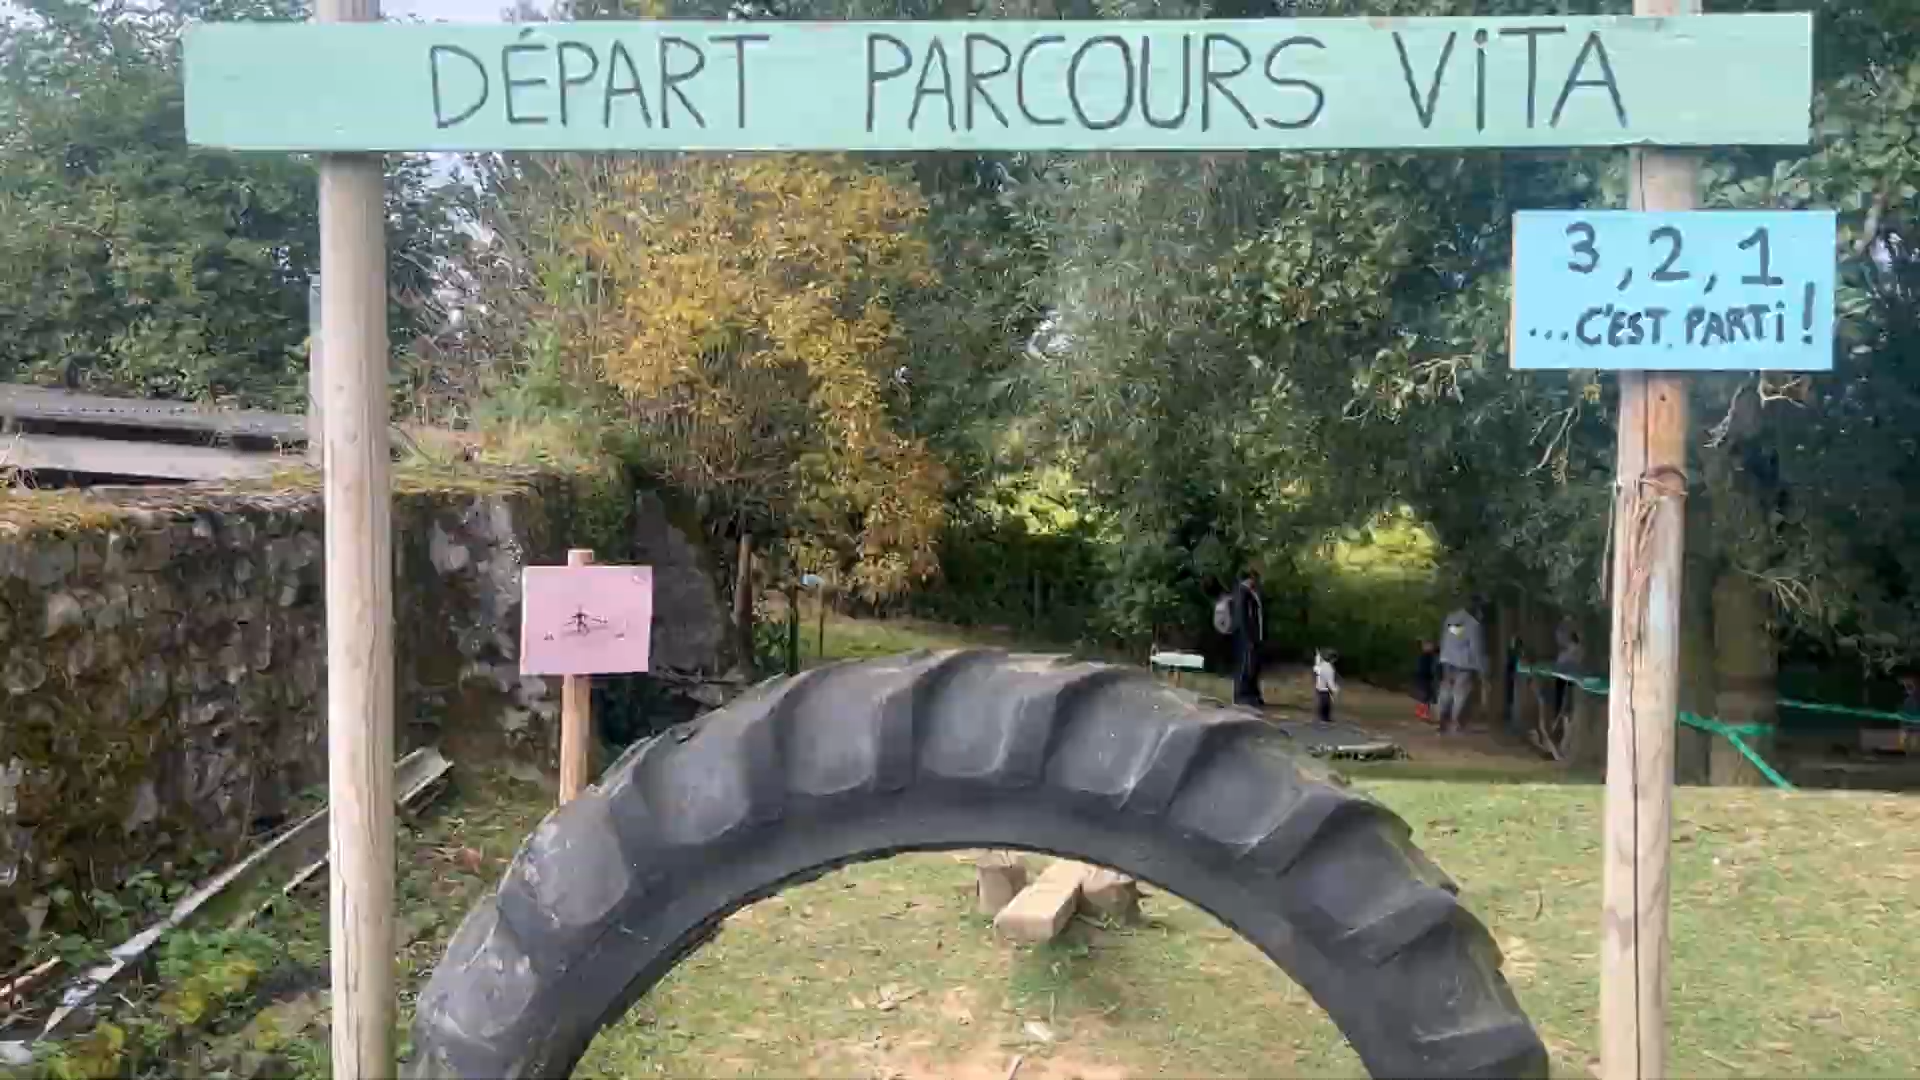 DÉPART PARCOURS ViTA
3, 2, 1
...C'EST PARTi !